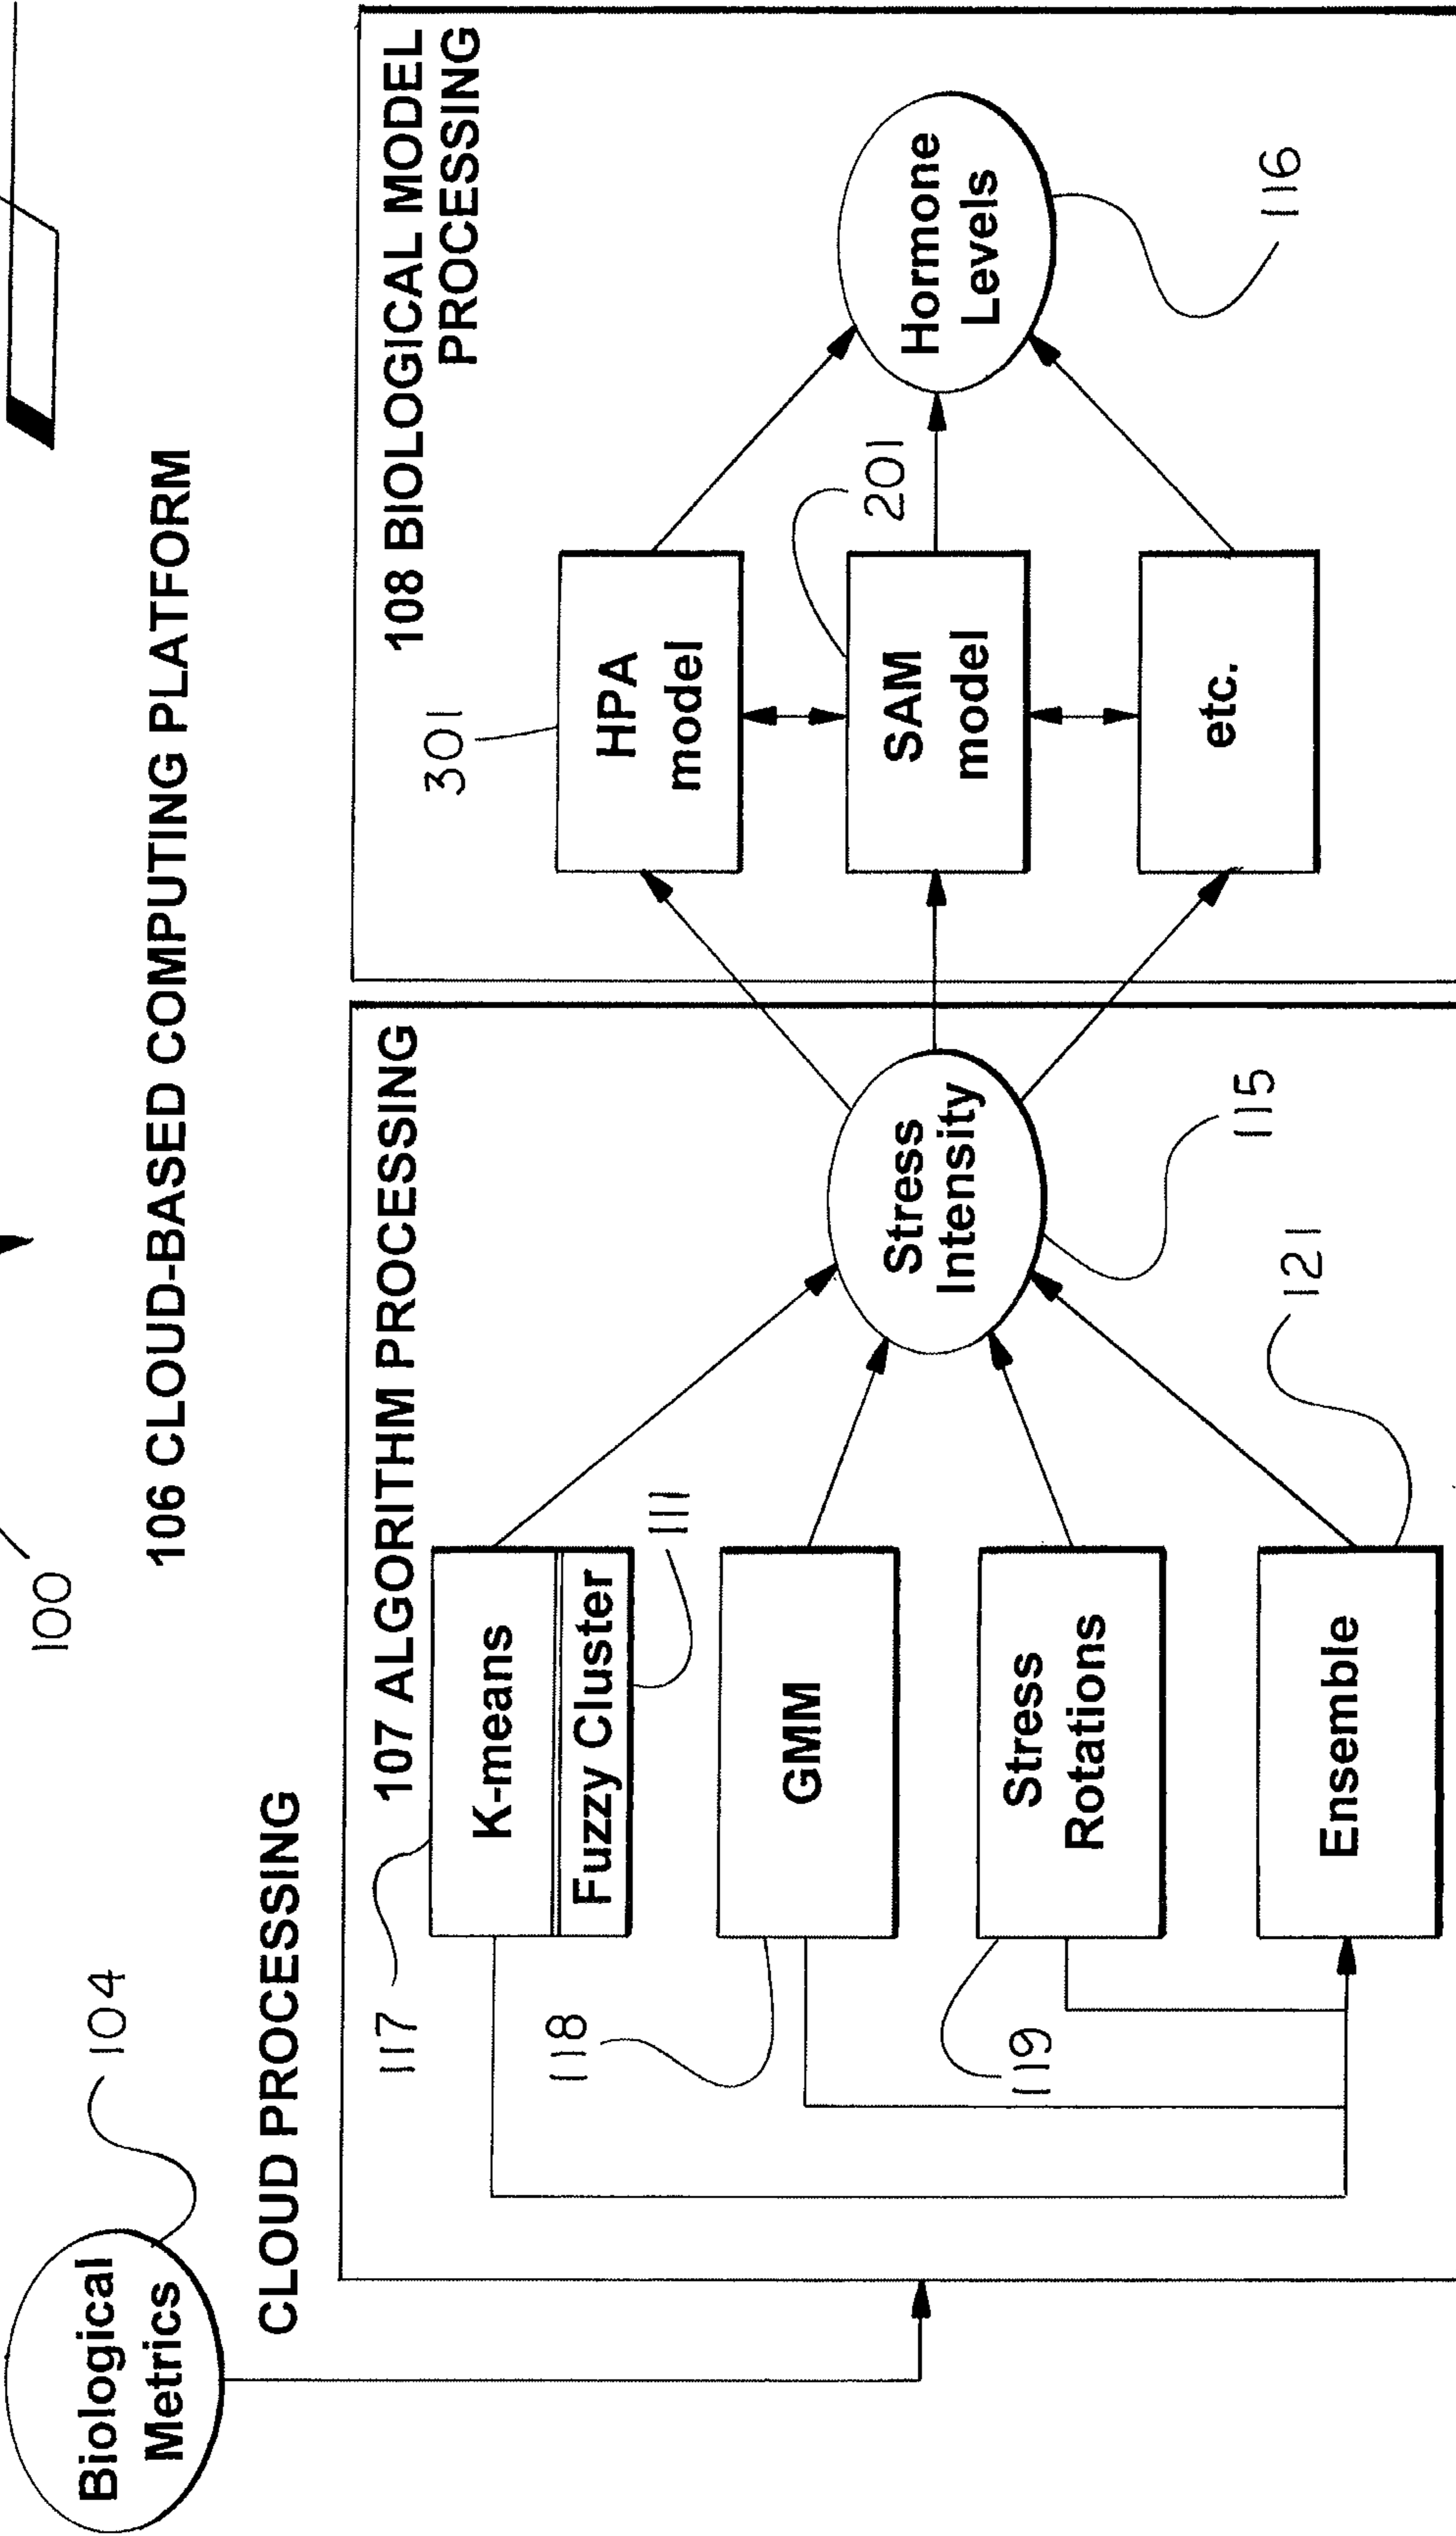 100
106 CLOUD-BASED COMPUTING PLATFORM
Biological
Metrics
104
CLOUD PROCESSING
107 ALGORITHM PROCESSING
117
K-means
Fuzzy Cluster
111
118
GMM
119
Stress
Rotations
Ensemble
121
Stress
Intensity
115
108 BIOLOGICAL MODEL
PROCESSING
301
HPA
model
201
SAM
model
etc.
Hormone
Levels
116